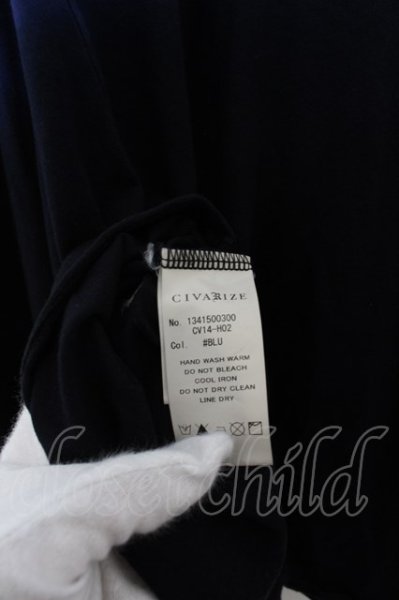 CIVARIZE
No. 1341500300
CV14-H02
Col. #BLU
HAND WASH WARM
DO NOT BLEACH
COOL IRON
DO NOT DRY CLEAN
LINE DRY
closetchild